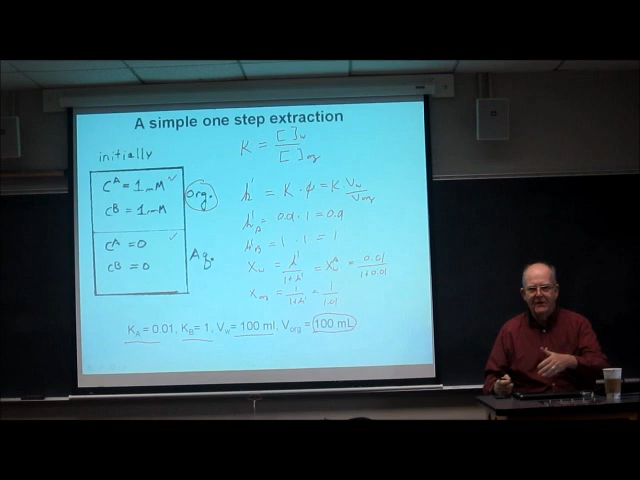 A simple one step extraction
initially
K = [ ]w / [ ]org
C^A = 1 mM ✓
C^B = 1 mM
Org.
C^A = 0 ✓
C^B = 0
Aq.
k' = K · φ = K · Vw / Vorg
k'A = 0.01 · 1 = 0.01
k'B = 1 · 1 = 1
Xw = k' / 1+k' = Xw^A = 0.01 / 1+0.01
Xorg = 1 / 1+k' = 1 / 1.01
KA = 0.01, KB = 1, Vw = 100 ml, Vorg = 100 mL